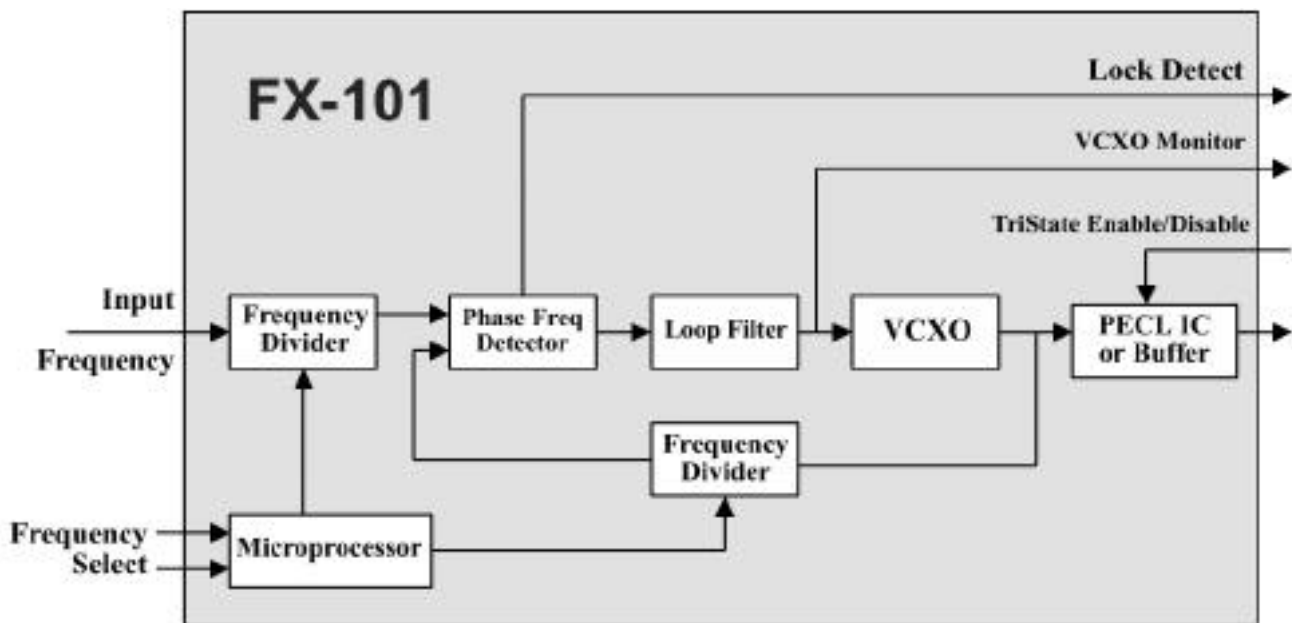 FX-101
Lock Detect
VCXO Monitor
TriState Enable/Disable
Input
Frequency
Frequency
Divider
Phase Freq
Detector
Loop Filter
VCXO
PECL IC
or Buffer
Frequency
Divider
Frequency
Select
Microprocessor